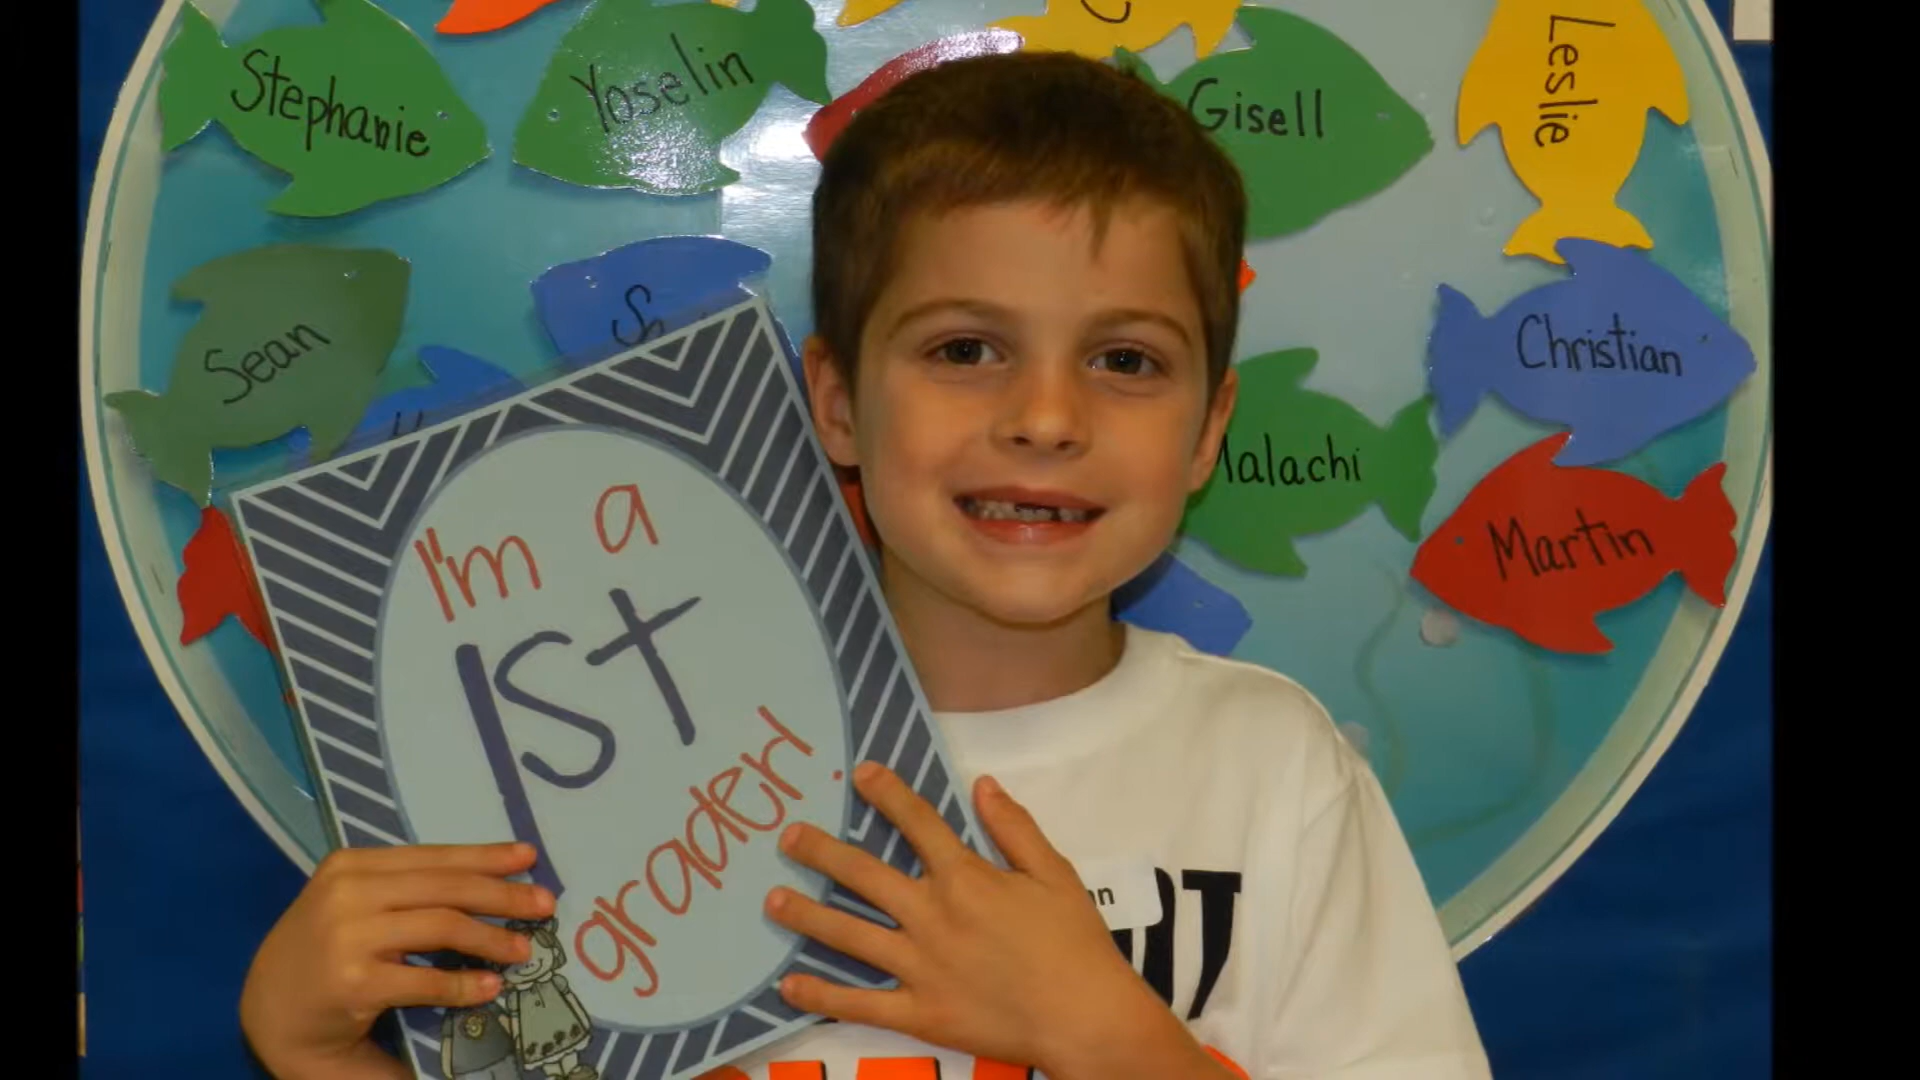 Stephanie
Yoselin
Gisell
Leslie
Sean
Christian
Malachi
Martin
I'm a
1st
grader!